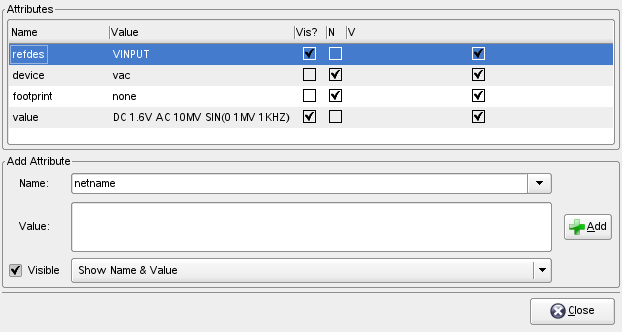 Attributes
Name Value Vis? N V
refdes VINPUT
device vac
footprint none
value DC 1.6V AC 10MV SIN(0 1MV 1KHZ)
Add Attribute
Name: netname
Value:
Add
Visible Show Name & Value
Close